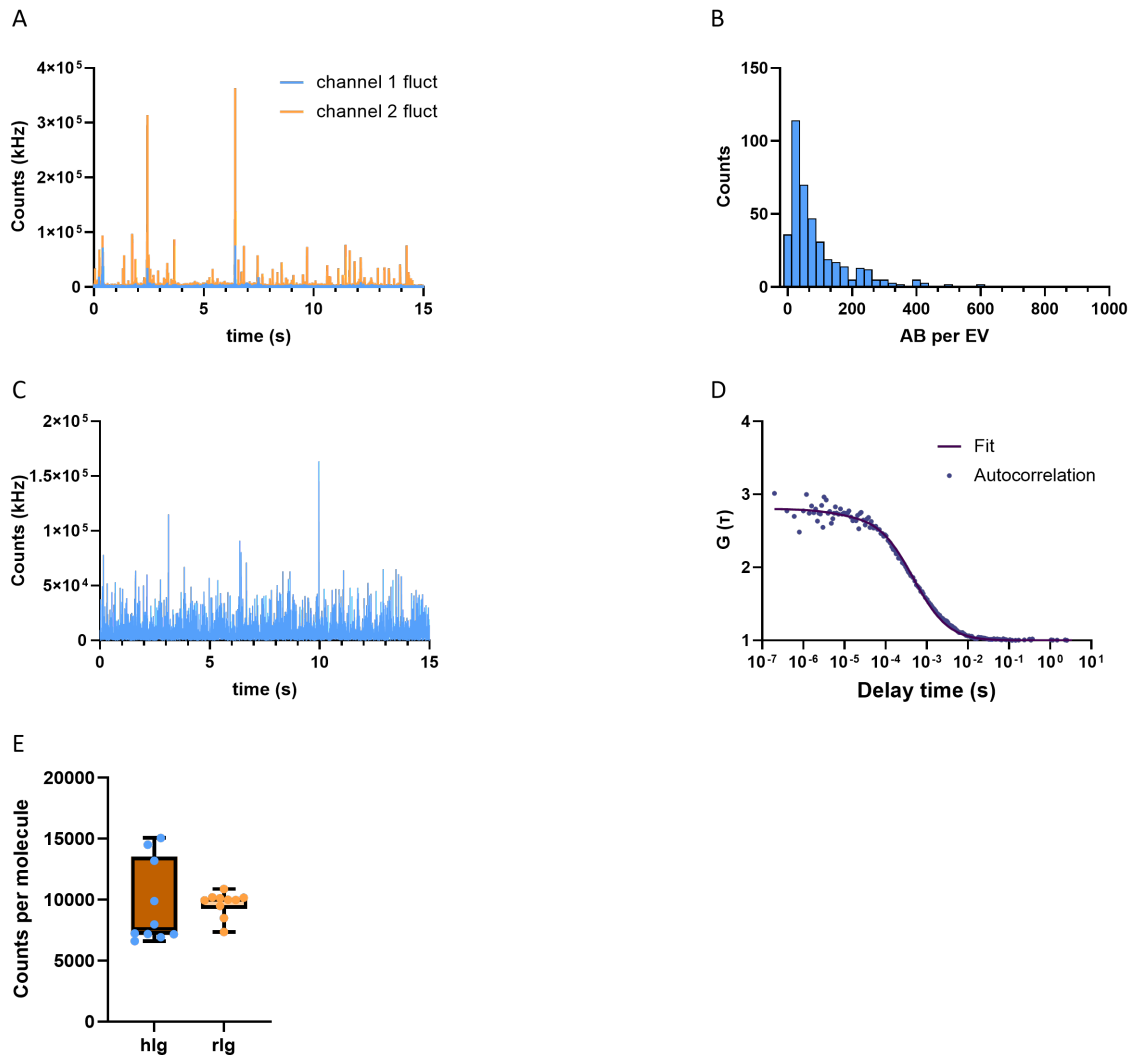 A
4×10⁵
3×10⁵
2×10⁵
1×10⁵
0
Counts (kHz)
channel 1 fluct
channel 2 fluct
0 5 10 15
time (s)
B
150
100
50
0
Counts
0 200 400 600 800 1000
AB per EV
C
2×10⁵
1.5×10⁵
1×10⁵
5×10⁴
0
Counts (kHz)
0 5 10 15
time (s)
D
4
3
2
1
G (τ)
Fit
Autocorrelation
10⁻⁷ 10⁻⁶ 10⁻⁵ 10⁻⁴ 10⁻³ 10⁻² 10⁻¹ 10⁰ 10¹
Delay time (s)
E
20000
15000
10000
5000
0
Counts per molecule
hIg rIg